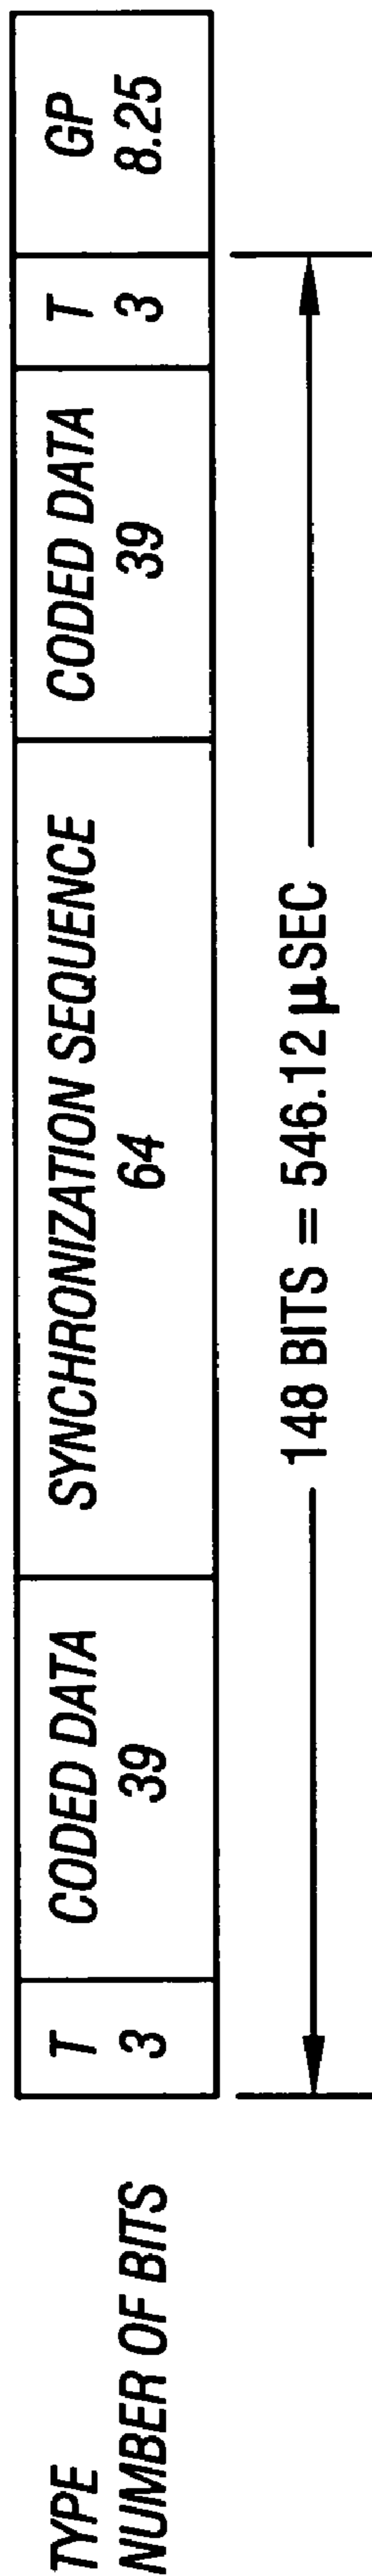 TYPE T CODED DATA SYNCHRONIZATION SEQUENCE CODED DATA T GP
NUMBER OF BITS 3 39 64 39 3 8.25
148 BITS = 546.12 µSEC